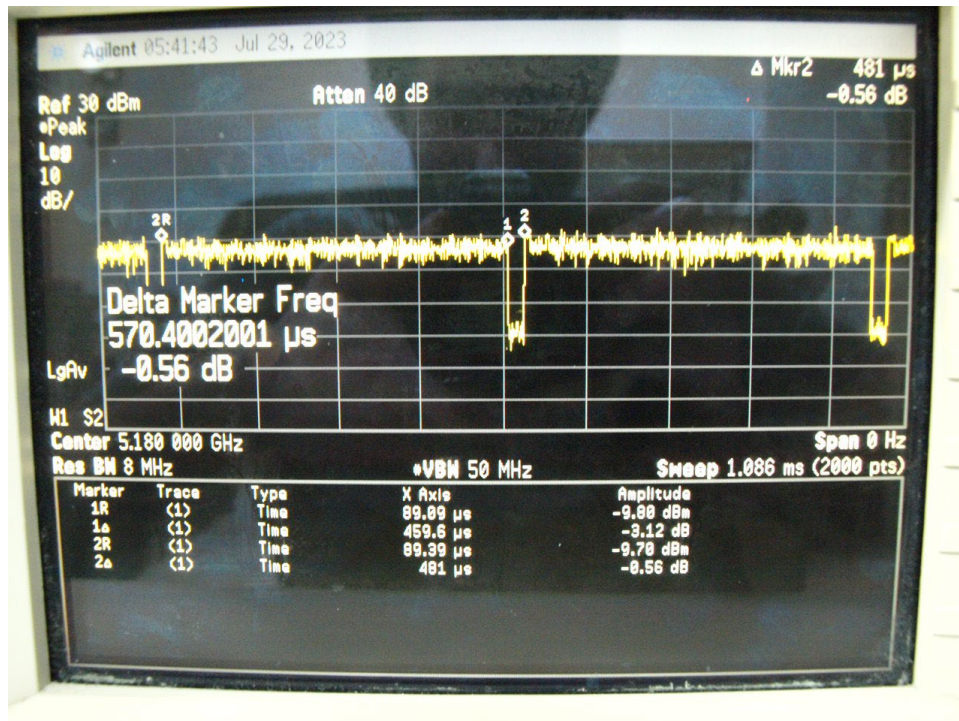 Agilent 05:41:43 Jul 29, 2023
Δ Mkr2 481 µs
Ref 30 dBm Atten 40 dB -0.56 dB
*Peak
Log
10
dB/
2R
1 2
Delta Marker Freq
570.4002001 µs
-0.56 dB
LgAv
W1 S2
Center 5.180 000 GHz Span 0 Hz
Res BW 8 MHz *VBW 50 MHz Sweep 1.086 ms (2000 pts)
Marker Trace Type X Axis Amplitude
1R (1) Time 89.09 µs -9.80 dBm
1Δ (1) Time 459.6 µs -3.12 dB
2R (1) Time 89.39 µs -9.70 dBm
2Δ (1) Time 481 µs -0.56 dB